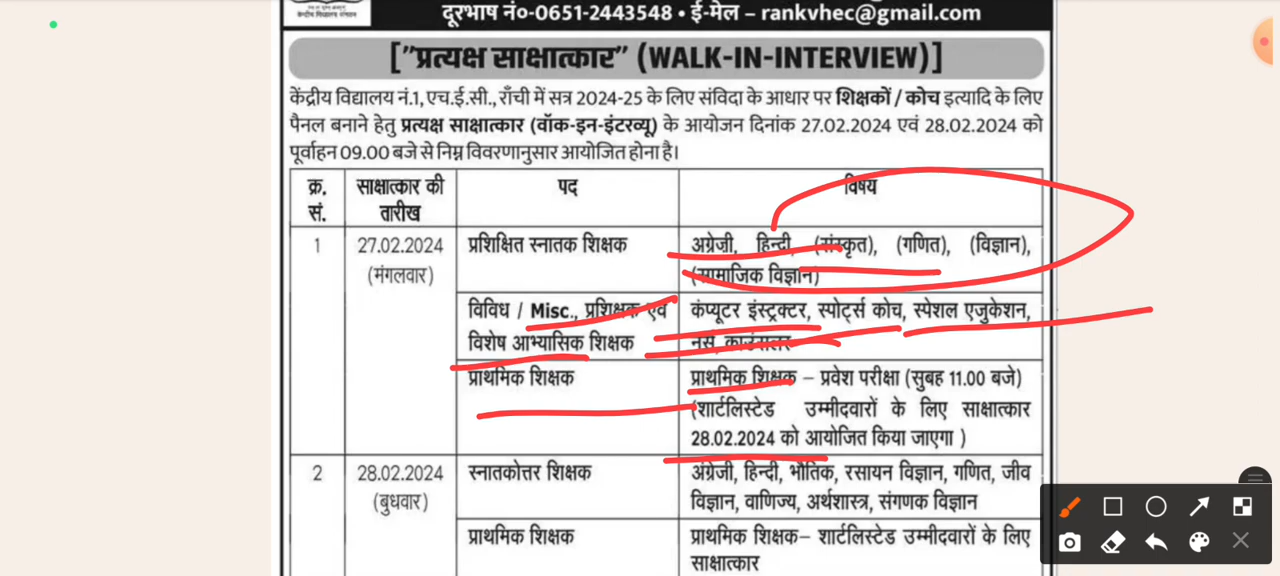 केन्द्रीय विद्यालय संगठन
दूरभाष नं०-0651-2443548 • ई-मेल – rankvhec@gmail.com
["प्रत्यक्ष साक्षात्कार" (WALK-IN-INTERVIEW)]
केंद्रीय विद्यालय नं.1, एच.ई.सी., राँची में सत्र 2024-25 के लिए संविदा के आधार पर शिक्षकों / कोच इत्यादि के लिए
पैनल बनाने हेतु प्रत्यक्ष साक्षात्कार (वॉक-इन-इंटरव्यू) के आयोजन दिनांक 27.02.2024 एवं 28.02.2024 को
पूर्वाहन 09.00 बजे से निम्न विवरणानुसार आयोजित होना है।
क्र. सं.
साक्षात्कार की तारीख
पद
विषय
1
27.02.2024
(मंगलवार)
प्रशिक्षित स्नातक शिक्षक
अग्रेजी, हिन्दी, (संस्कृत), (गणित), (विज्ञान),
(सामाजिक विज्ञान)
विविध / Misc., प्रशिक्षक एवं
विशेष आभ्यासिक शिक्षक
कंप्यूटर इंस्ट्रक्टर, स्पोर्ट्स कोच, स्पेशल एजुकेशन,
नर्स, काउंसलर
प्राथमिक शिक्षक
प्राथमिक शिक्षक – प्रवेश परीक्षा (सुबह 11.00 बजे)
(शार्टलिस्टेड उम्मीदवारों के लिए साक्षात्कार
28.02.2024 को आयोजित किया जाएगा )
2
28.02.2024
(बुधवार)
स्नातकोत्तर शिक्षक
अंग्रेजी, हिन्दी, भौतिक, रसायन विज्ञान, गणित, जीव
विज्ञान, वाणिज्य, अर्थशास्त्र, संगणक विज्ञान
प्राथमिक शिक्षक
प्राथमिक शिक्षक– शार्टलिस्टेड उम्मीदवारों के लिए
साक्षात्कार